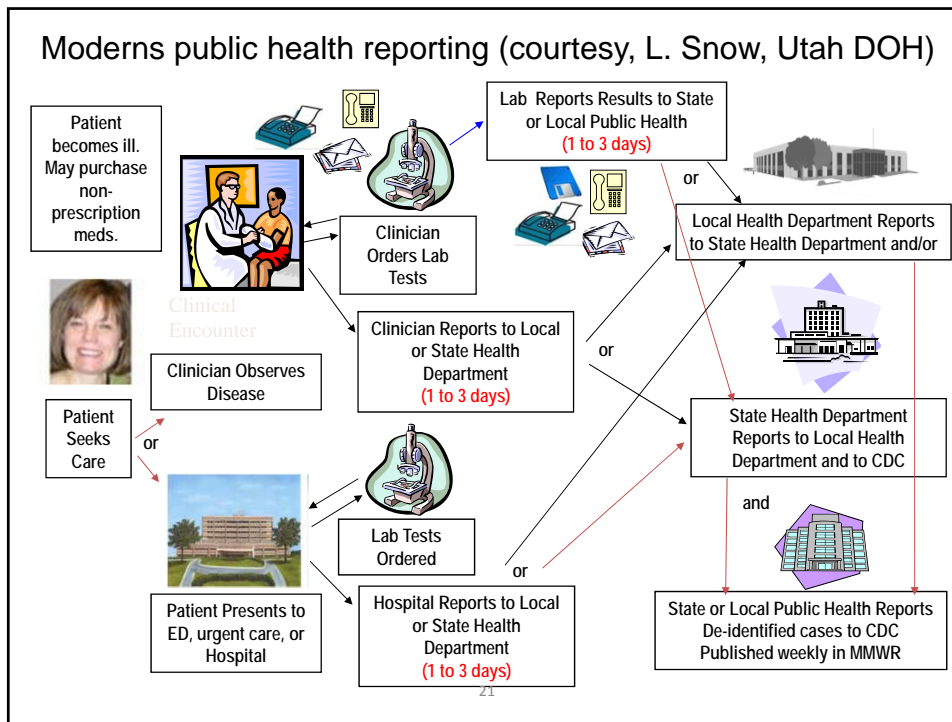 Moderns public health reporting (courtesy, L. Snow, Utah DOH)
Patient
becomes ill.
May purchase
non-
prescription
meds.
Lab Reports Results to State
or Local Public Health
(1 to 3 days)
or
Local Health Department Reports
to State Health Department and/or
Clinician
Orders Lab
Tests
Clinical
Encounter
Clinician Reports to Local
or State Health
Department
(1 to 3 days)
or
Clinician Observes
Disease
Patient
Seeks
Care
or
State Health Department
Reports to Local Health
Department and to CDC
and
Lab Tests
Ordered
or
Patient Presents to
ED, urgent care, or
Hospital
Hospital Reports to Local
or State Health
Department
(1 to 3 days)
State or Local Public Health Reports
De-identified cases to CDC
Published weekly in MMWR
21